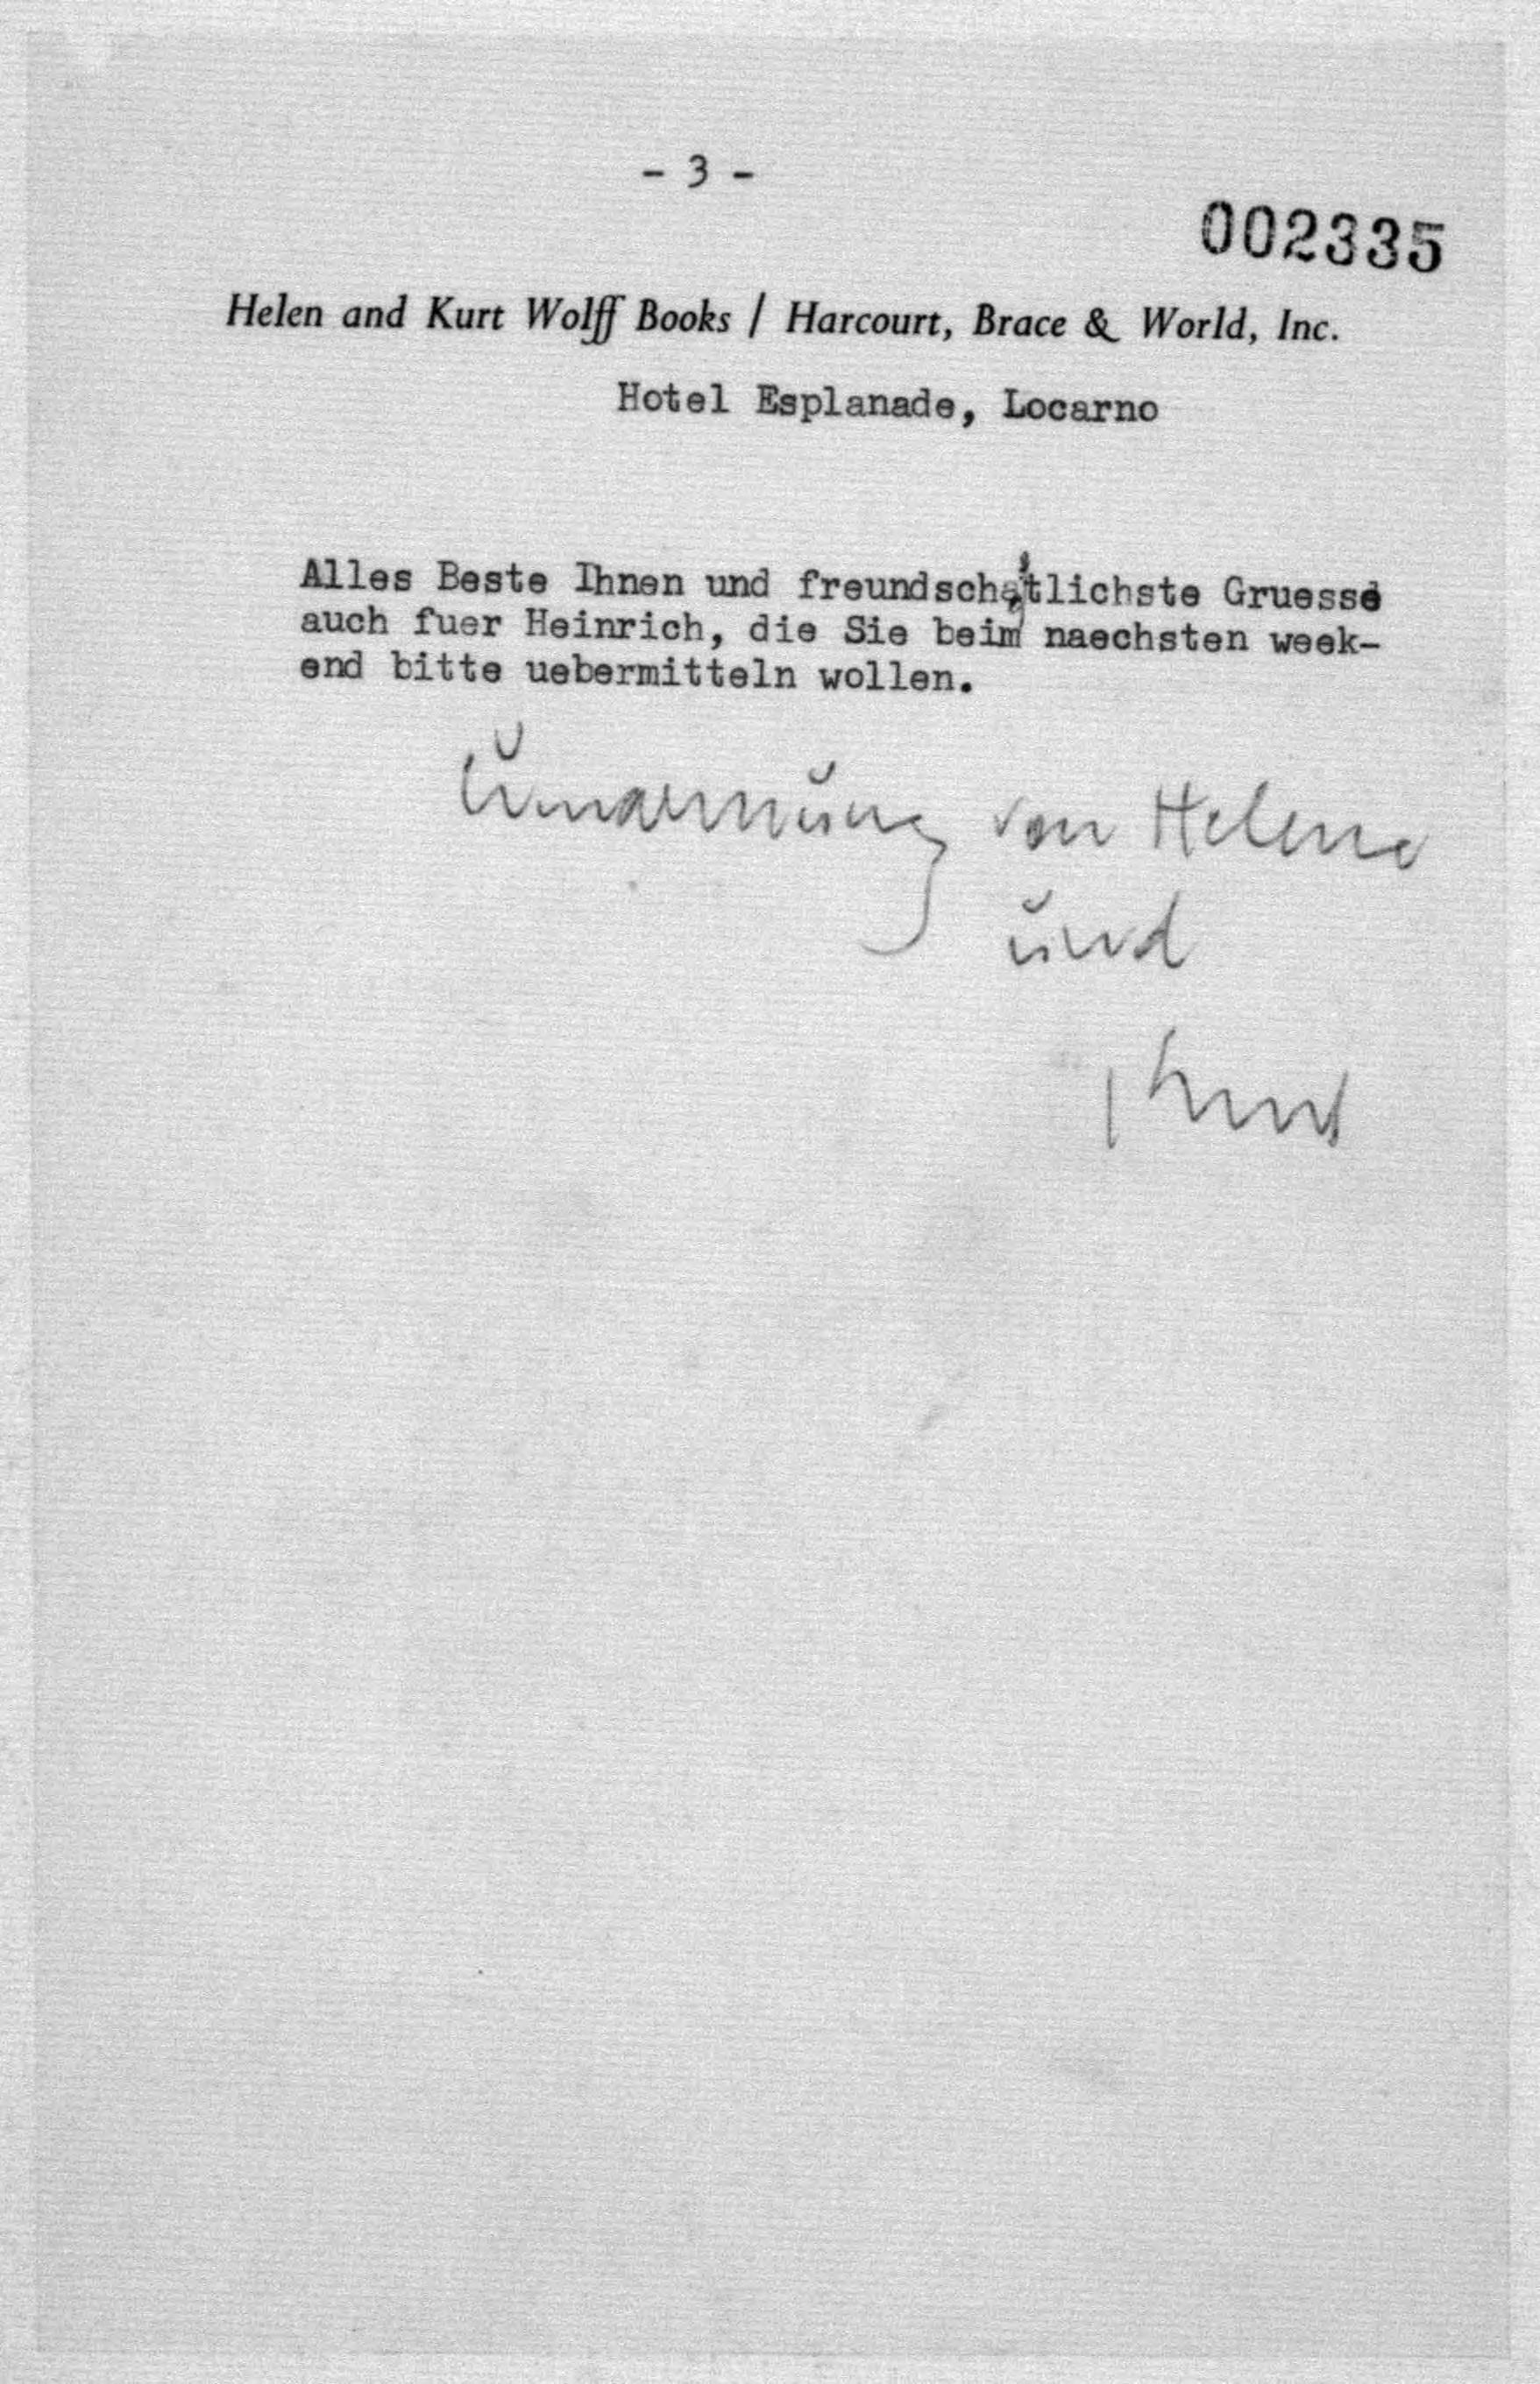 - 3 -
002335
Helen and Kurt Wolff Books / Harcourt, Brace & World, Inc.
Hotel Esplanade, Locarno
Alles Beste Ihnen und freundschaftlichste Gruesse
auch fuer Heinrich, die Sie beim naechsten week-
end bitte uebermitteln wollen.
Umarmung von Helene
und
Kurt